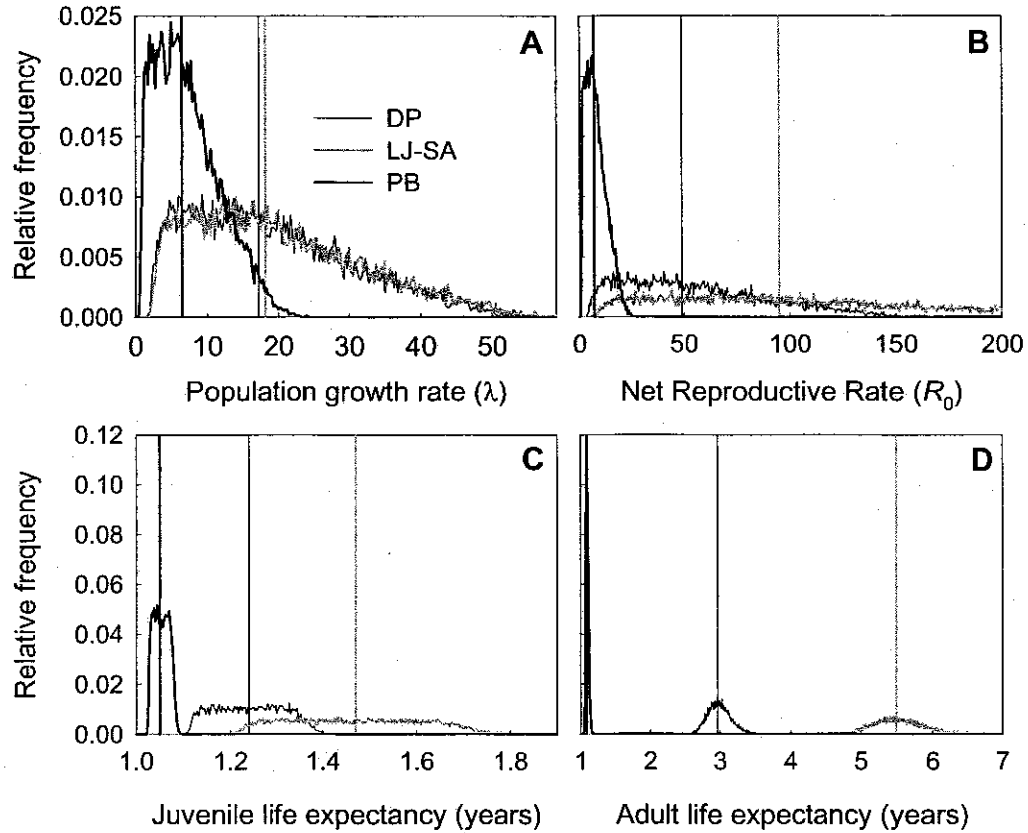 0.025
0.020
0.015
0.010
0.005
0.000
Relative frequency
A
DP
LJ-SA
PB
0 10 20 30 40 50
Population growth rate (λ)
B
1 50 100 150 200
Net Reproductive Rate (R0)
0.12
0.10
0.08
0.06
0.04
0.02
0.00
Relative frequency
C
1.0 1.2 1.4 1.6 1.8
Juvenile life expectancy (years)
D
1 2 3 4 5 6 7
Adult life expectancy (years)